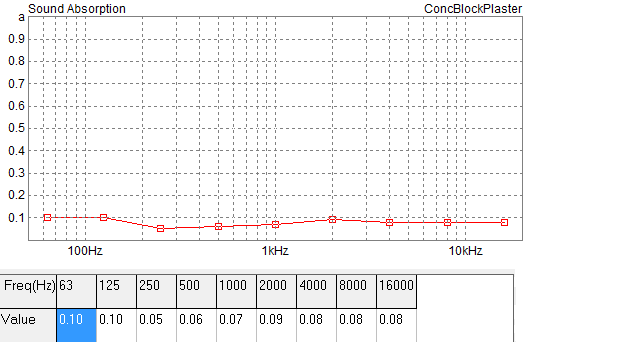 Sound Absorption ConcBlockPlaster
a
0.9
0.8
0.7
0.6
0.5
0.4
0.3
0.2
0.1
100Hz 1kHz 10kHz
Freq(Hz) 63 125 250 500 1000 2000 4000 8000 16000
Value 0.10 0.10 0.05 0.06 0.07 0.09 0.08 0.08 0.08